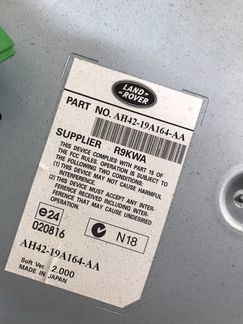 LAND-
ROVER
PART NO. AH42-19A164-AA
SUPPLIER R9KWA
THIS DEVICE COMPLIES WITH PART 15 OF
THE FCC RULES. OPERATION IS SUBJECT TO
THE FOLLOWING TWO CONDITIONS:
(1) THIS DEVICE MAY NOT CAUSE HARMFUL
INTERFERENCE.
(2) THIS DEVICE MUST ACCEPT ANY INTER-
FERENCE RECEIVED INCLUDING INTER-
FERENCE THAT MAY CAUSE UNDESIRED
OPERATION.
e24
020816
N18
AH42-19A164-AA
Soft Ver. 2.000
MADE IN JAPAN